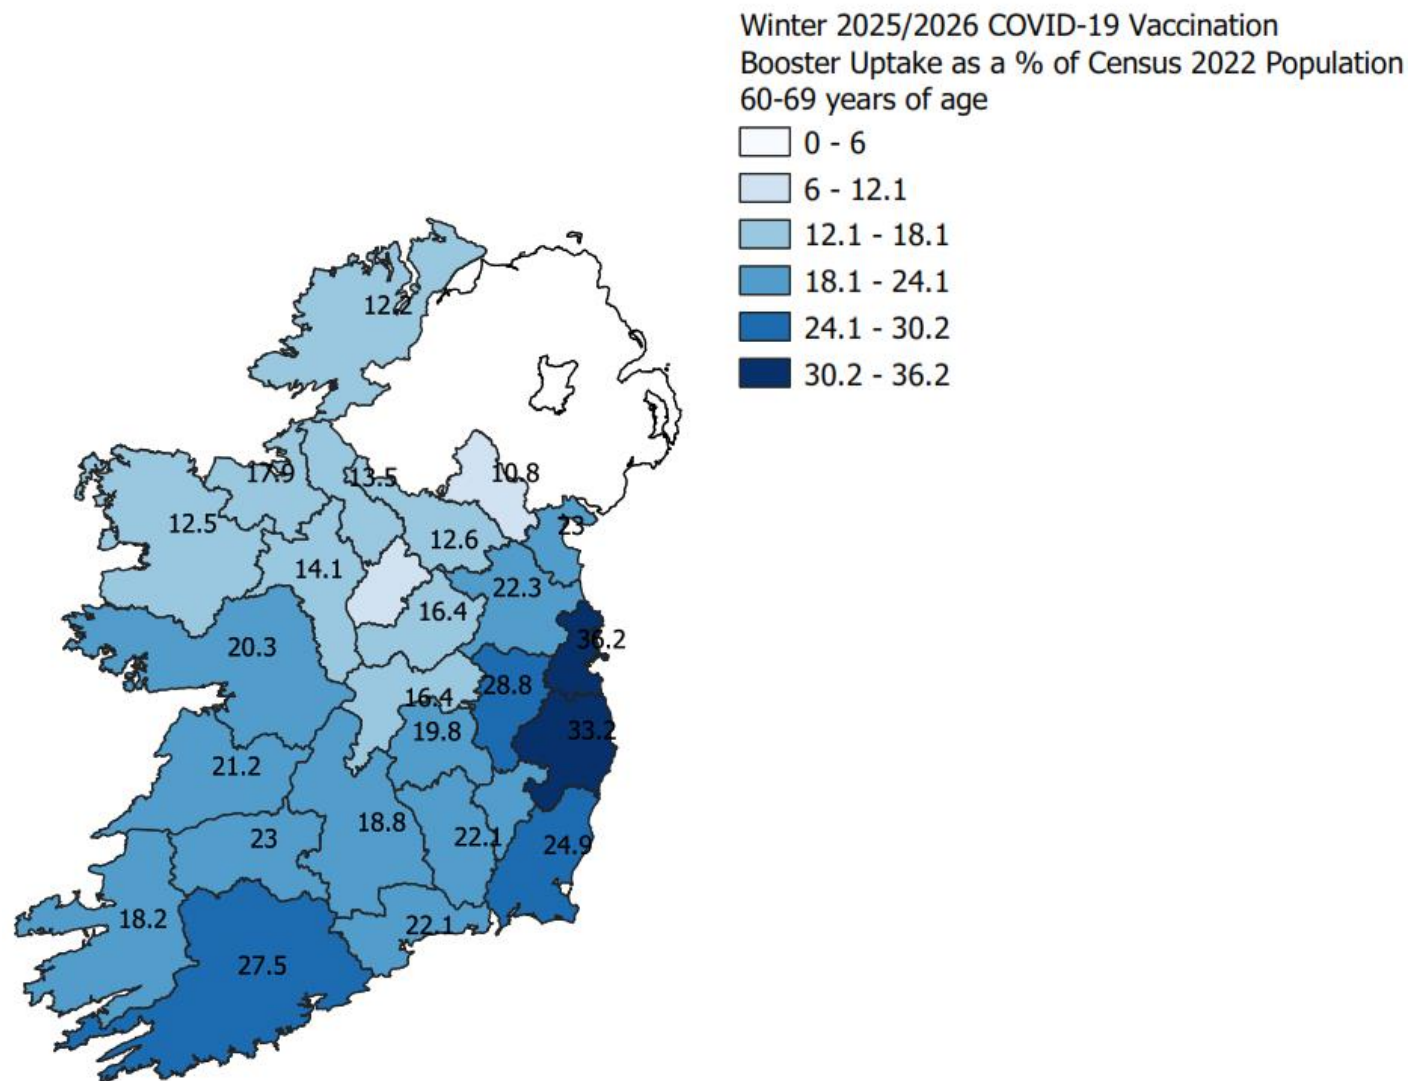 Winter 2025/2026 COVID-19 Vaccination
Booster Uptake as a % of Census 2022 Population
60-69 years of age
0 - 6
6 - 12.1
12.1 - 18.1
18.1 - 24.1
24.1 - 30.2
30.2 - 36.2
12.2
17.9
13.5
10.8
12.5
23
12.6
14.1
22.3
16.4
36.2
20.3
28.8
16.4
33.2
19.8
21.2
18.8
23
22.1
24.9
18.2
22.1
27.5